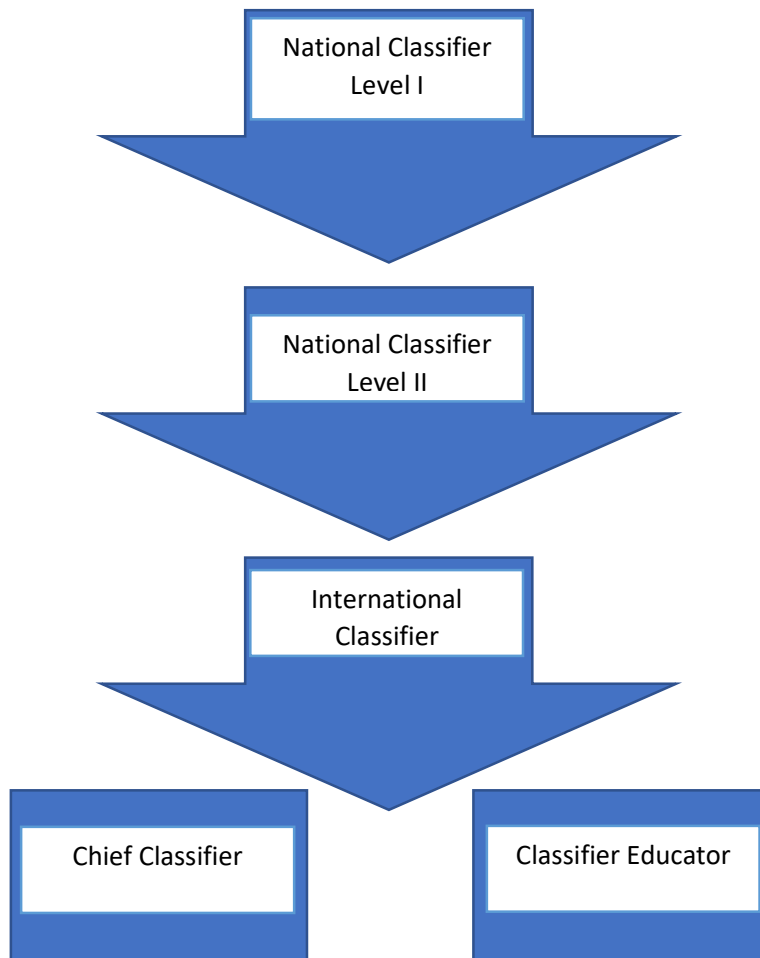 National Classifier
Level I
National Classifier
Level II
International
Classifier
Chief Classifier
Classifier Educator